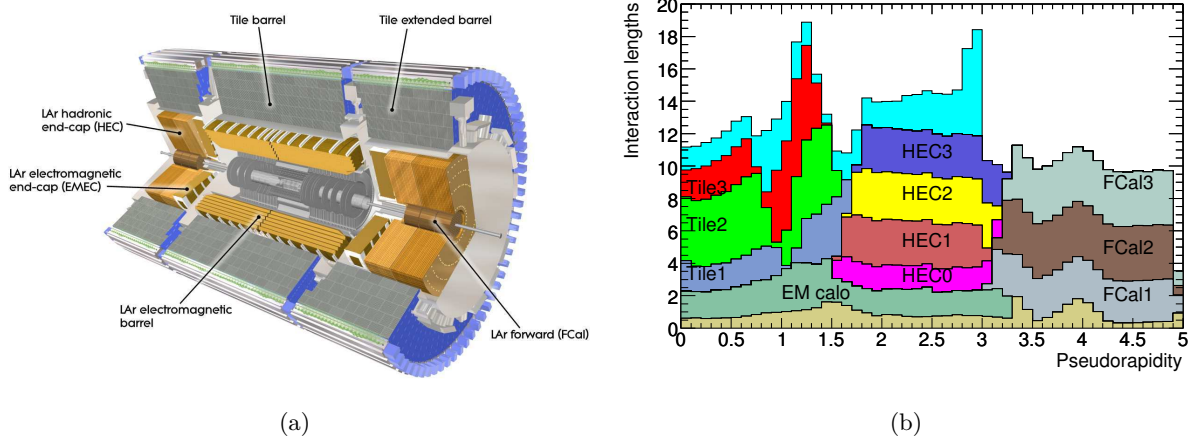 Tile barrel
Tile extended barrel
LAr hadronic
end-cap (HEC)
LAr electromagnetic
end-cap (EMEC)
LAr electromagnetic
barrel
LAr forward (FCal)
(a)
Interaction lengths
20
18
16
14
12
10
8
6
4
2
0
Tile3
Tile2
Tile1
EM calo
HEC3
HEC2
HEC1
HEC0
FCal3
FCal2
FCal1
0 0.5 1 1.5 2 2.5 3 3.5 4 4.5 5
Pseudorapidity
(b)